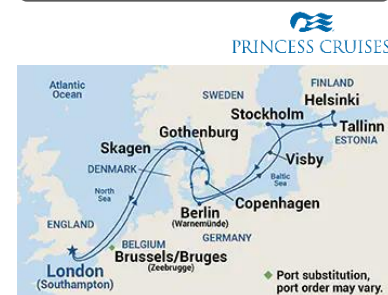 PRINCESS CRUISES
Atlantic
Ocean
SWEDEN
FINLAND
Helsinki
Stockholm
Gothenburg
Tallinn
ESTONIA
Skagen
Visby
DENMARK
Baltic
Sea
North
Sea
Copenhagen
Berlin
(Warnemünde)
ENGLAND
GERMANY
BELGIUM
Brussels/Bruges
(Zeebrugge)
London
(Southampton)
Port substitution,
port order may vary.